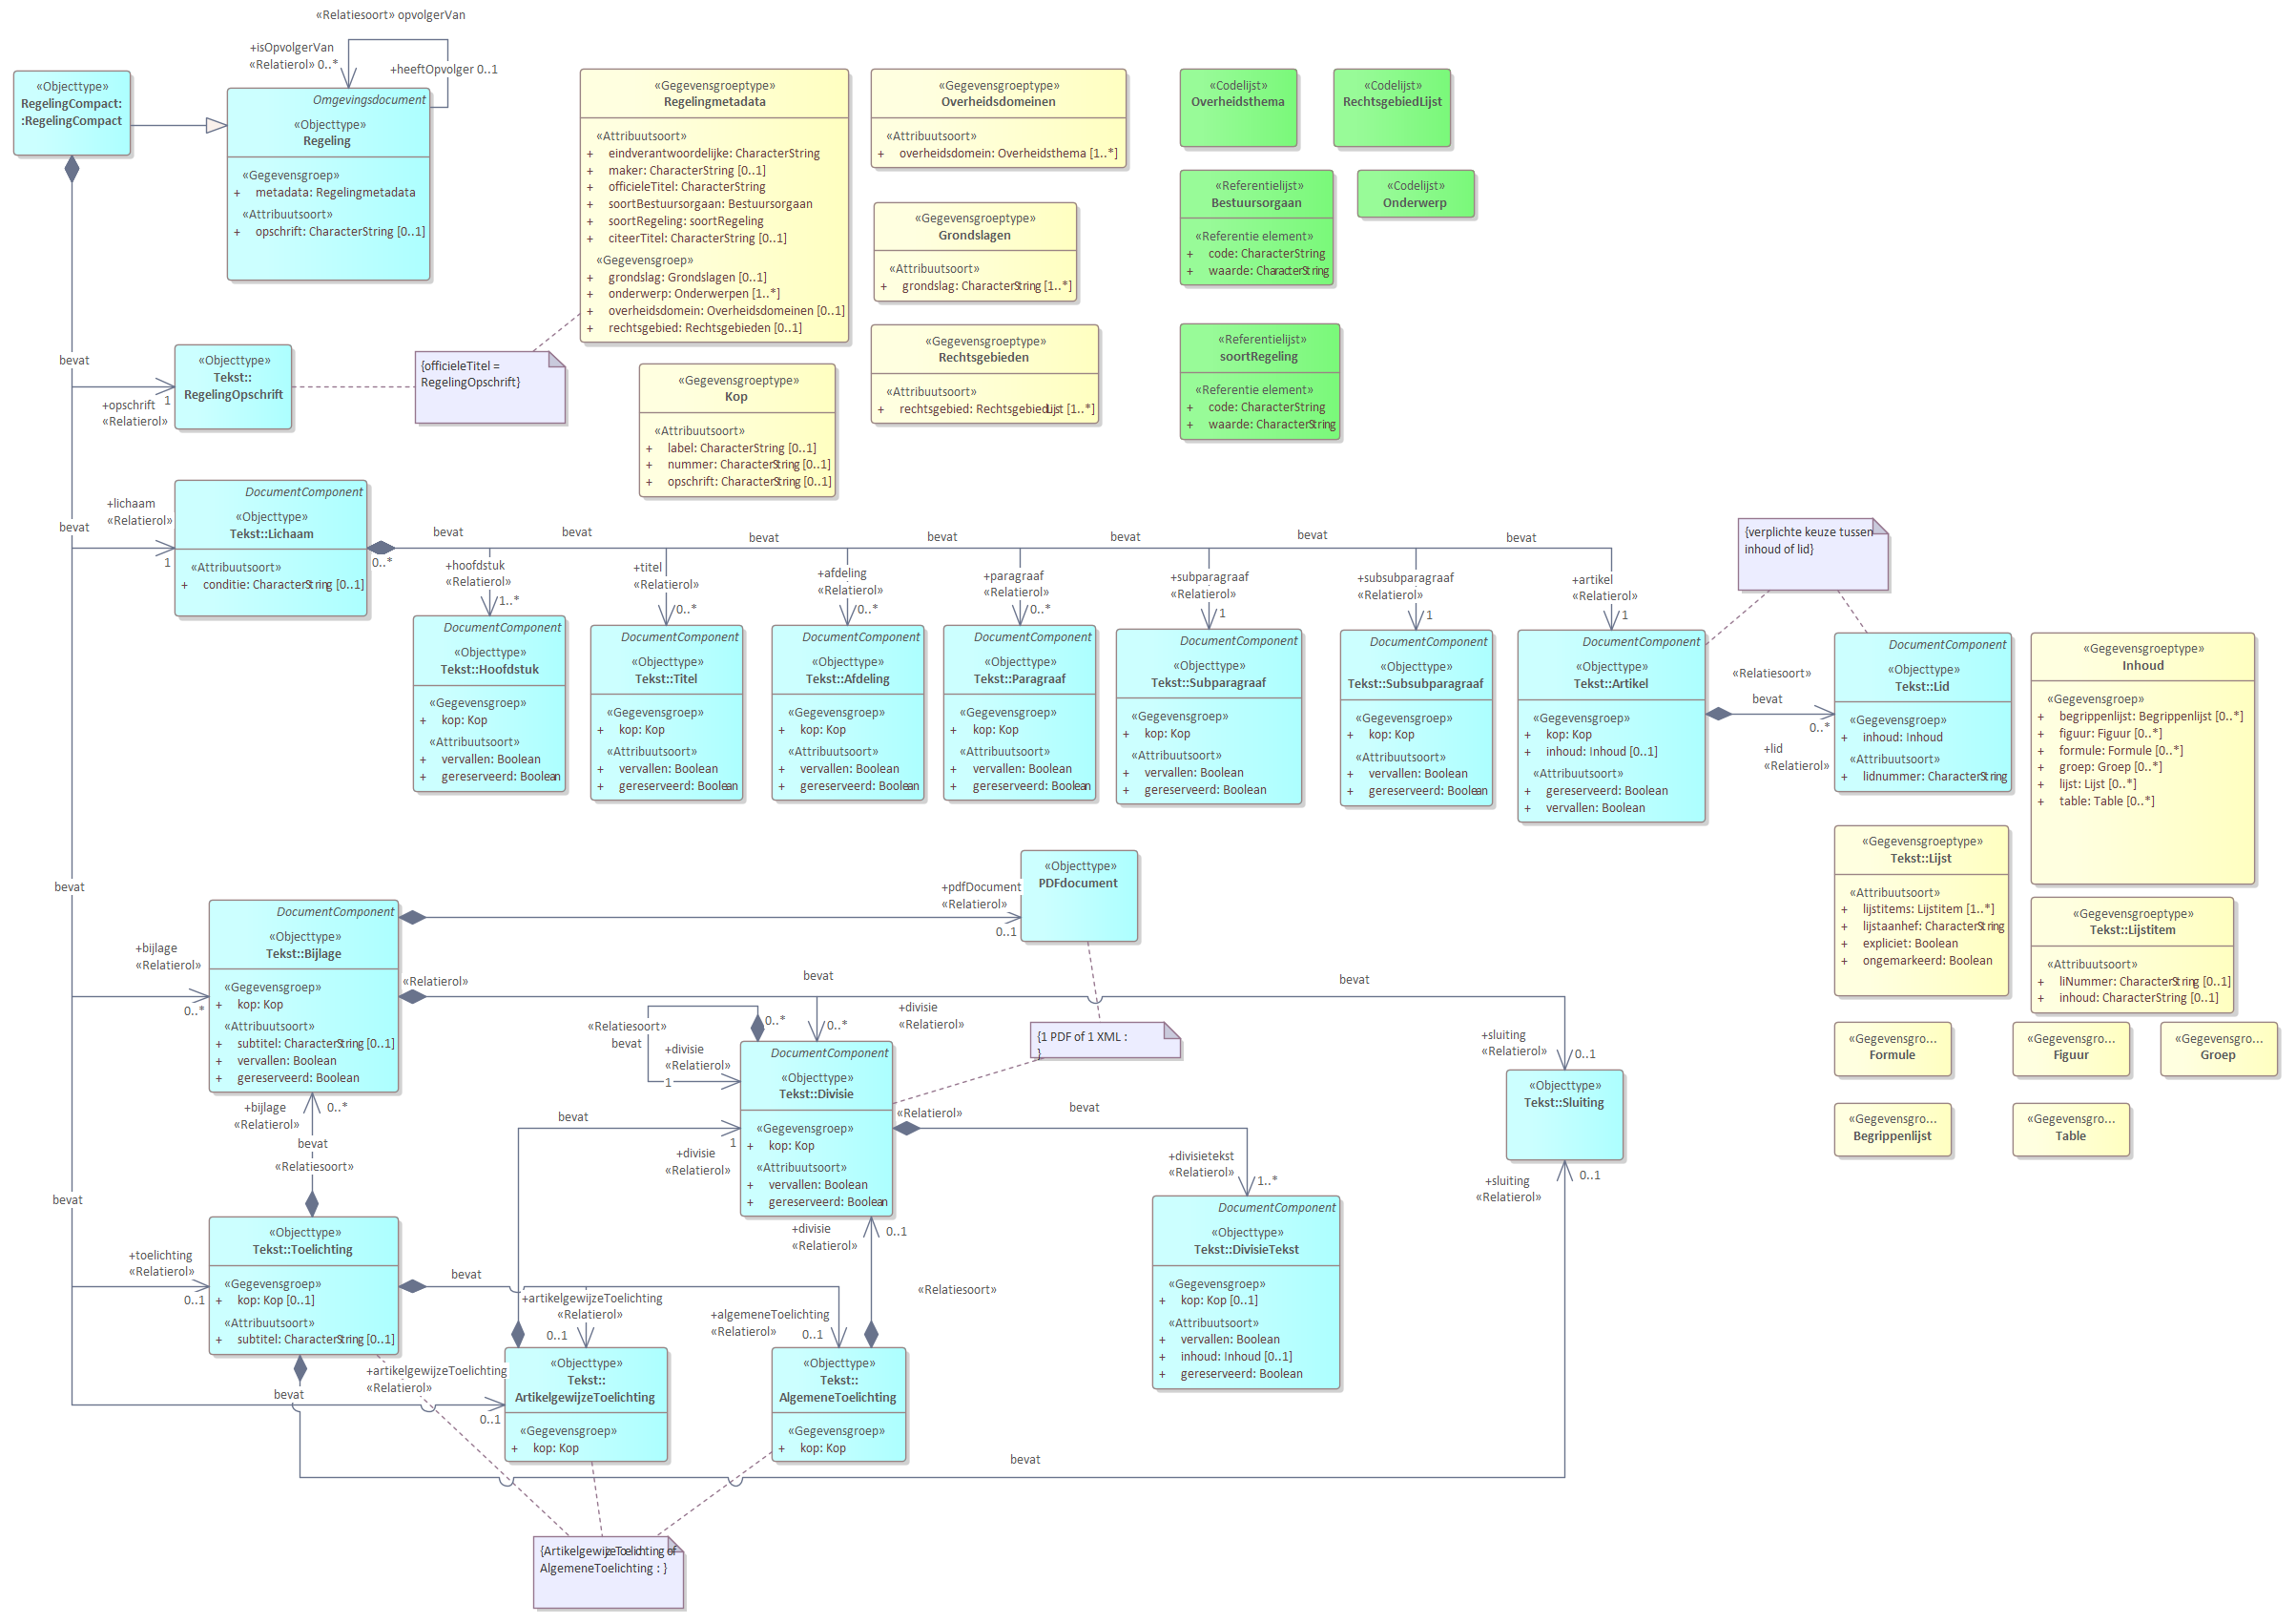 «Relatiesoort» opvolgerVan
+isOpvolgerVan
«Relatierol» 0..*
+heeftOpvolger 0..1
«Objecttype»
RegelingCompact:
:RegelingCompact
Omgevingsdocument
«Objecttype»
Regeling
«Gegevensgroep»
+ metadata: Regelingmetadata
«Attribuutsoort»
+ opschrift: CharacterString [0..1]
«Gegevensgroeptype»
Regelingmetadata
«Attribuutsoort»
+ eindverantwoordelijke: CharacterString
+ maker: CharacterString [0..1]
+ officieleTitel: CharacterString
+ soortBestuursorgaan: Bestuursorgaan
+ soortRegeling: soortRegeling
+ citeerTitel: CharacterString [0..1]
«Gegevensgroep»
+ grondslag: Grondslagen [0..1]
+ onderwerp: Onderwerpen [1..*]
+ overheidsdomein: Overheidsdomeinen [0..1]
+ rechtsgebied: Rechtsgebieden [0..1]
«Gegevensgroeptype»
Overheidsdomeinen
«Attribuutsoort»
+ overheidsdomein: Overheidsthema [1..*]
«Gegevensgroeptype»
Grondslagen
«Attribuutsoort»
+ grondslag: CharacterString [1..*]
«Gegevensgroeptype»
Rechtsgebieden
«Attribuutsoort»
+ rechtsgebied: RechtsgebiedLijst [1..*]
«Codelijst»
Overheidsthema
«Codelijst»
RechtsgebiedLijst
«Referentielijst»
Bestuursorgaan
«Referentie element»
+ code: CharacterString
+ waarde: CharacterString
«Codelijst»
Onderwerp
«Referentielijst»
soortRegeling
«Referentie element»
+ code: CharacterString
+ waarde: CharacterString
bevat
«Objecttype»
Tekst::
RegelingOpschrift
+opschrift
«Relatierol»
1
{officieleTitel =
RegelingOpschrift}
«Gegevensgroeptype»
Kop
«Attribuutsoort»
+ label: CharacterString [0..1]
+ nummer: CharacterString [0..1]
+ opschrift: CharacterString [0..1]
+lichaam
«Relatierol»
bevat
1
DocumentComponent
«Objecttype»
Tekst::Lichaam
«Attribuutsoort»
+ conditie: CharacterString [0..1]
0..*
bevat
bevat
bevat
bevat
bevat
bevat
bevat
+hoofdstuk
«Relatierol»
1..*
+titel
«Relatierol»
0..*
+afdeling
«Relatierol»
0..*
+paragraaf
«Relatierol»
0..*
+subparagraaf
«Relatierol»
1
+subsubparagraaf
«Relatierol»
1
+artikel
«Relatierol»
1
{verplichte keuze tussen
inhoud of lid}
DocumentComponent
«Objecttype»
Tekst::Hoofdstuk
«Gegevensgroep»
+ kop: Kop
«Attribuutsoort»
+ vervallen: Boolean
+ gereserveerd: Boolean
DocumentComponent
«Objecttype»
Tekst::Titel
«Gegevensgroep»
+ kop: Kop
«Attribuutsoort»
+ vervallen: Boolean
+ gereserveerd: Boolean
DocumentComponent
«Objecttype»
Tekst::Afdeling
«Gegevensgroep»
+ kop: Kop
«Attribuutsoort»
+ vervallen: Boolean
+ gereserveerd: Boolean
DocumentComponent
«Objecttype»
Tekst::Paragraaf
«Gegevensgroep»
+ kop: Kop
«Attribuutsoort»
+ vervallen: Boolean
+ gereserveerd: Boolean
DocumentComponent
«Objecttype»
Tekst::Subparagraaf
«Gegevensgroep»
+ kop: Kop
«Attribuutsoort»
+ vervallen: Boolean
+ gereserveerd: Boolean
DocumentComponent
«Objecttype»
Tekst::Subsubparagraaf
«Gegevensgroep»
+ kop: Kop
«Attribuutsoort»
+ vervallen: Boolean
+ gereserveerd: Boolean
DocumentComponent
«Objecttype»
Tekst::Artikel
«Gegevensgroep»
+ kop: Kop
+ inhoud: Inhoud [0..1]
«Attribuutsoort»
+ gereserveerd: Boolean
+ vervallen: Boolean
«Relatiesoort»
bevat
0..*
+lid
«Relatierol»
DocumentComponent
«Objecttype»
Tekst::Lid
«Gegevensgroep»
+ inhoud: Inhoud
«Attribuutsoort»
+ lidnummer: CharacterString
«Gegevensgroeptype»
Inhoud
«Gegevensgroep»
+ begrippenlijst: Begrippenlijst [0..*]
+ figuur: Figuur [0..*]
+ formule: Formule [0..*]
+ groep: Groep [0..*]
+ lijst: Lijst [0..*]
+ table: Table [0..*]
«Gegevensgroeptype»
Tekst::Lijst
«Attribuutsoort»
+ lijstitems: Lijstitem [1..*]
+ lijstaanhef: CharacterString
+ expliciet: Boolean
+ ongemarkeerd: Boolean
«Gegevensgroeptype»
Tekst::Lijstitem
«Attribuutsoort»
+ liNummer: CharacterString [0..1]
+ inhoud: CharacterString [0..1]
«Gegevensgro...
Formule
«Gegevensgro...
Figuur
«Gegevensgro...
Groep
«Gegevensgro...
Begrippenlijst
«Gegevensgro...
Table
bevat
+bijlage
«Relatierol»
0..*
DocumentComponent
«Objecttype»
Tekst::Bijlage
«Gegevensgroep»
+ kop: Kop
«Attribuutsoort»
+ subtitel: CharacterString [0..1]
+ vervallen: Boolean
+ gereserveerd: Boolean
+pdfDocument
«Relatierol»
0..1
«Objecttype»
PDFdocument
«Relatierol»
bevat
bevat
«Relatiesoort»
bevat
0..*
+divisie
«Relatierol»
1
0..*
+divisie
«Relatierol»
{1 PDF of 1 XML :
}
DocumentComponent
«Objecttype»
Tekst::Divisie
«Gegevensgroep»
+ kop: Kop
«Attribuutsoort»
+ vervallen: Boolean
+ gereserveerd: Boolean
+sluiting
«Relatierol»
0..1
«Objecttype»
Tekst::Sluiting
+sluiting
«Relatierol»
0..1
«Relatierol»
bevat
+divisietekst
«Relatierol»
1..*
DocumentComponent
«Objecttype»
Tekst::DivisieTekst
«Gegevensgroep»
+ kop: Kop [0..1]
«Attribuutsoort»
+ vervallen: Boolean
+ inhoud: Inhoud [0..1]
+ gereserveerd: Boolean
+bijlage
«Relatierol»
0..*
bevat
«Relatiesoort»
bevat
1
+divisie
«Relatierol»
+divisie
«Relatierol»
0..1
«Relatiesoort»
bevat
+toelichting
«Relatierol»
0..1
«Objecttype»
Tekst::Toelichting
«Gegevensgroep»
+ kop: Kop [0..1]
«Attribuutsoort»
+ subtitel: CharacterString [0..1]
bevat
+artikelgewijzeToelichting
«Relatierol»
0..1
+algemeneToelichting
«Relatierol»
0..1
+artikelgewijzeToelichting
«Relatierol»
0..1
bevat
«Objecttype»
Tekst::
ArtikelgewijzeToelichting
«Gegevensgroep»
+ kop: Kop
«Objecttype»
Tekst::
AlgemeneToelichting
«Gegevensgroep»
+ kop: Kop
bevat
{ArtikelgewijzeToelichting of
AlgemeneToelichting : }